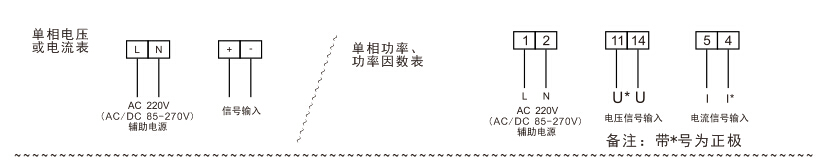 单相电压
或电流表
L N
+ -
AC 220V
(AC/DC 85-270V)
辅助电源
信号输入
单相功率、
功率因数表
1 2
11 14
5 4
L N
U* U
I I*
AC 220V
(AC/DC 85-270V)
辅助电源
电压信号输入
电流信号输入
备注：带*号为正极